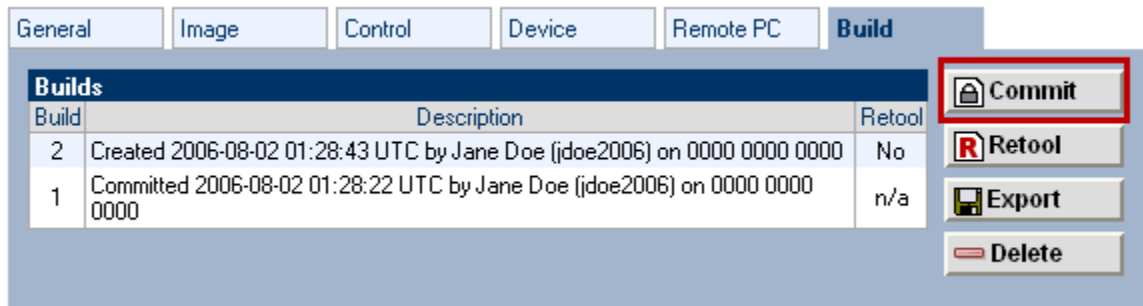 General Image Control Device Remote PC Build
Builds
Build Description Retool
2 Created 2006-08-02 01:28:43 UTC by Jane Doe (jdoe2006) on 0000 0000 0000 No
1 Committed 2006-08-02 01:28:22 UTC by Jane Doe (jdoe2006) on 0000 0000
0000 n/a
Commit
R Retool
Export
Delete